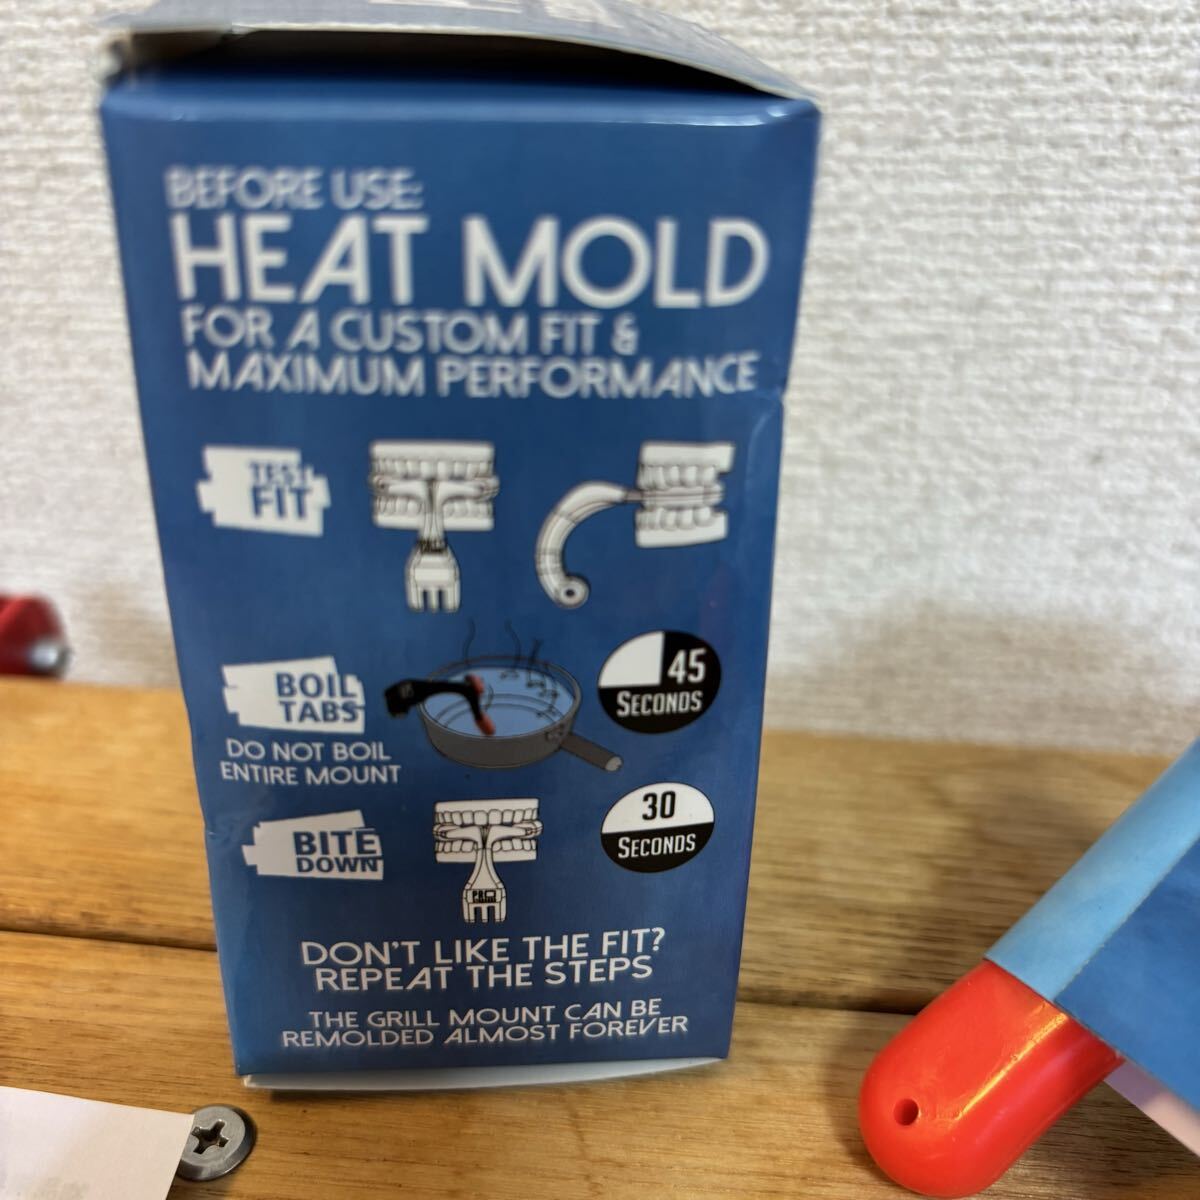 BEFORE USE:
HEAT MOLD
FOR A CUSTOM FIT &
MAXIMUM PERFORMANCE
TEST
FIT
BOIL
TABS
DO NOT BOIL
ENTIRE MOUNT
45
SECONDS
BITE
DOWN
30
SECONDS
DON'T LIKE THE FIT?
REPEAT THE STEPS
THE GRILL MOUNT CAN BE
REMOLDED ALMOST FOREVER